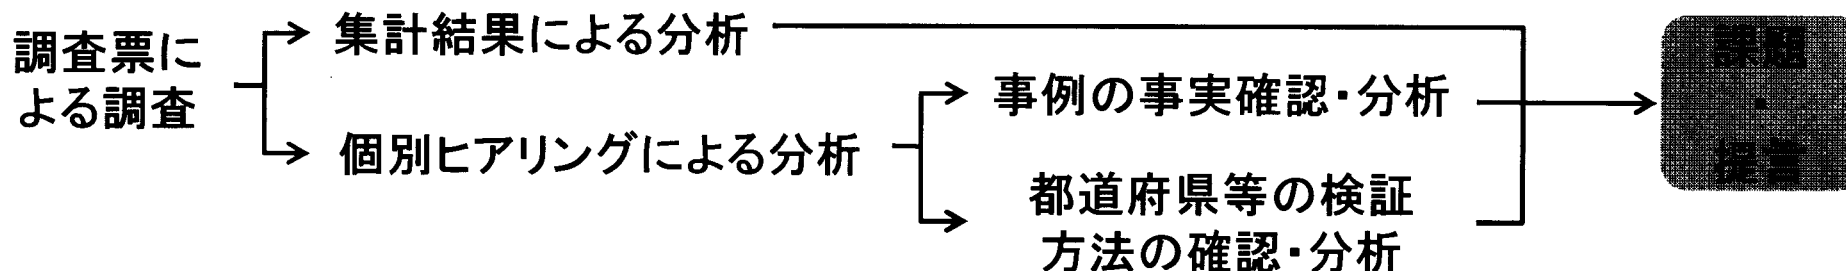 調査票に
よる調査
集計結果による分析
個別ヒアリングによる分析
事例の事実確認・分析
都道府県等の検証
方法の確認・分析
課題
・
提言